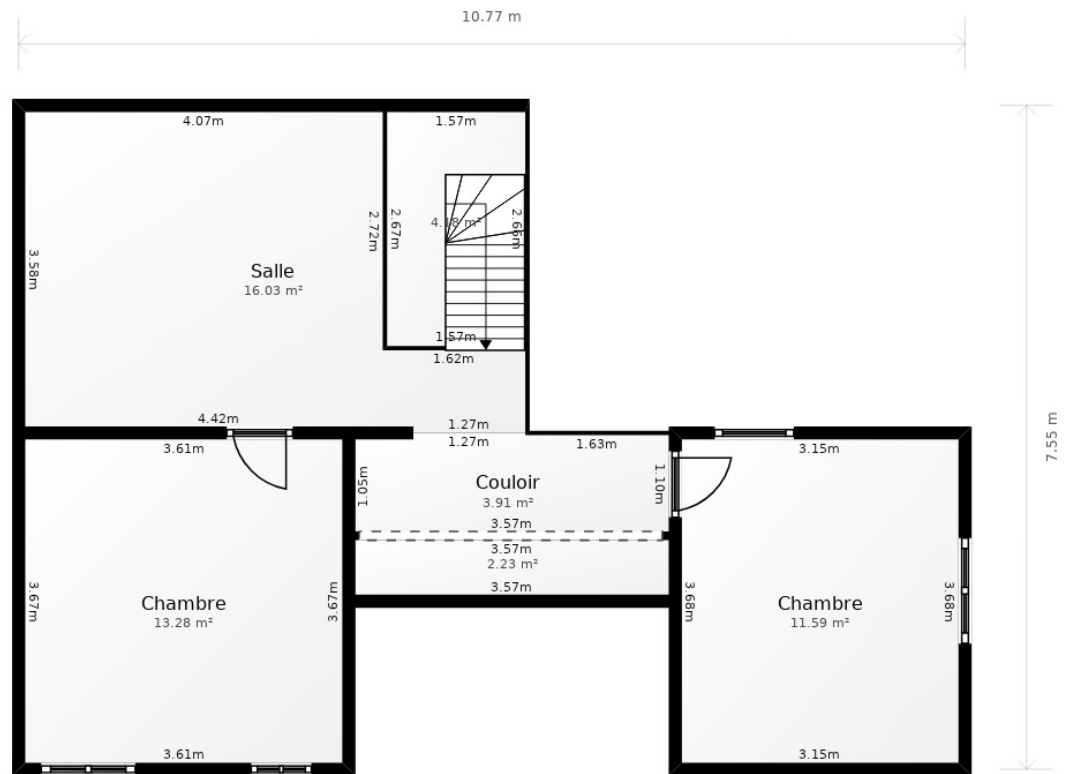 10.77 m
4.07m
1.57m
2.72m
2.67m
4.18 m²
2.66m
3.58m
Salle
16.03 m²
1.57m
1.62m
7.55 m
4.42m
1.27m
3.61m
1.27m
1.63m
3.15m
1.05m
Couloir
3.91 m²
1.10m
3.57m
3.57m
2.23 m²
3.57m
3.67m
Chambre
13.28 m²
3.67m
3.68m
Chambre
11.59 m²
3.68m
3.61m
3.15m